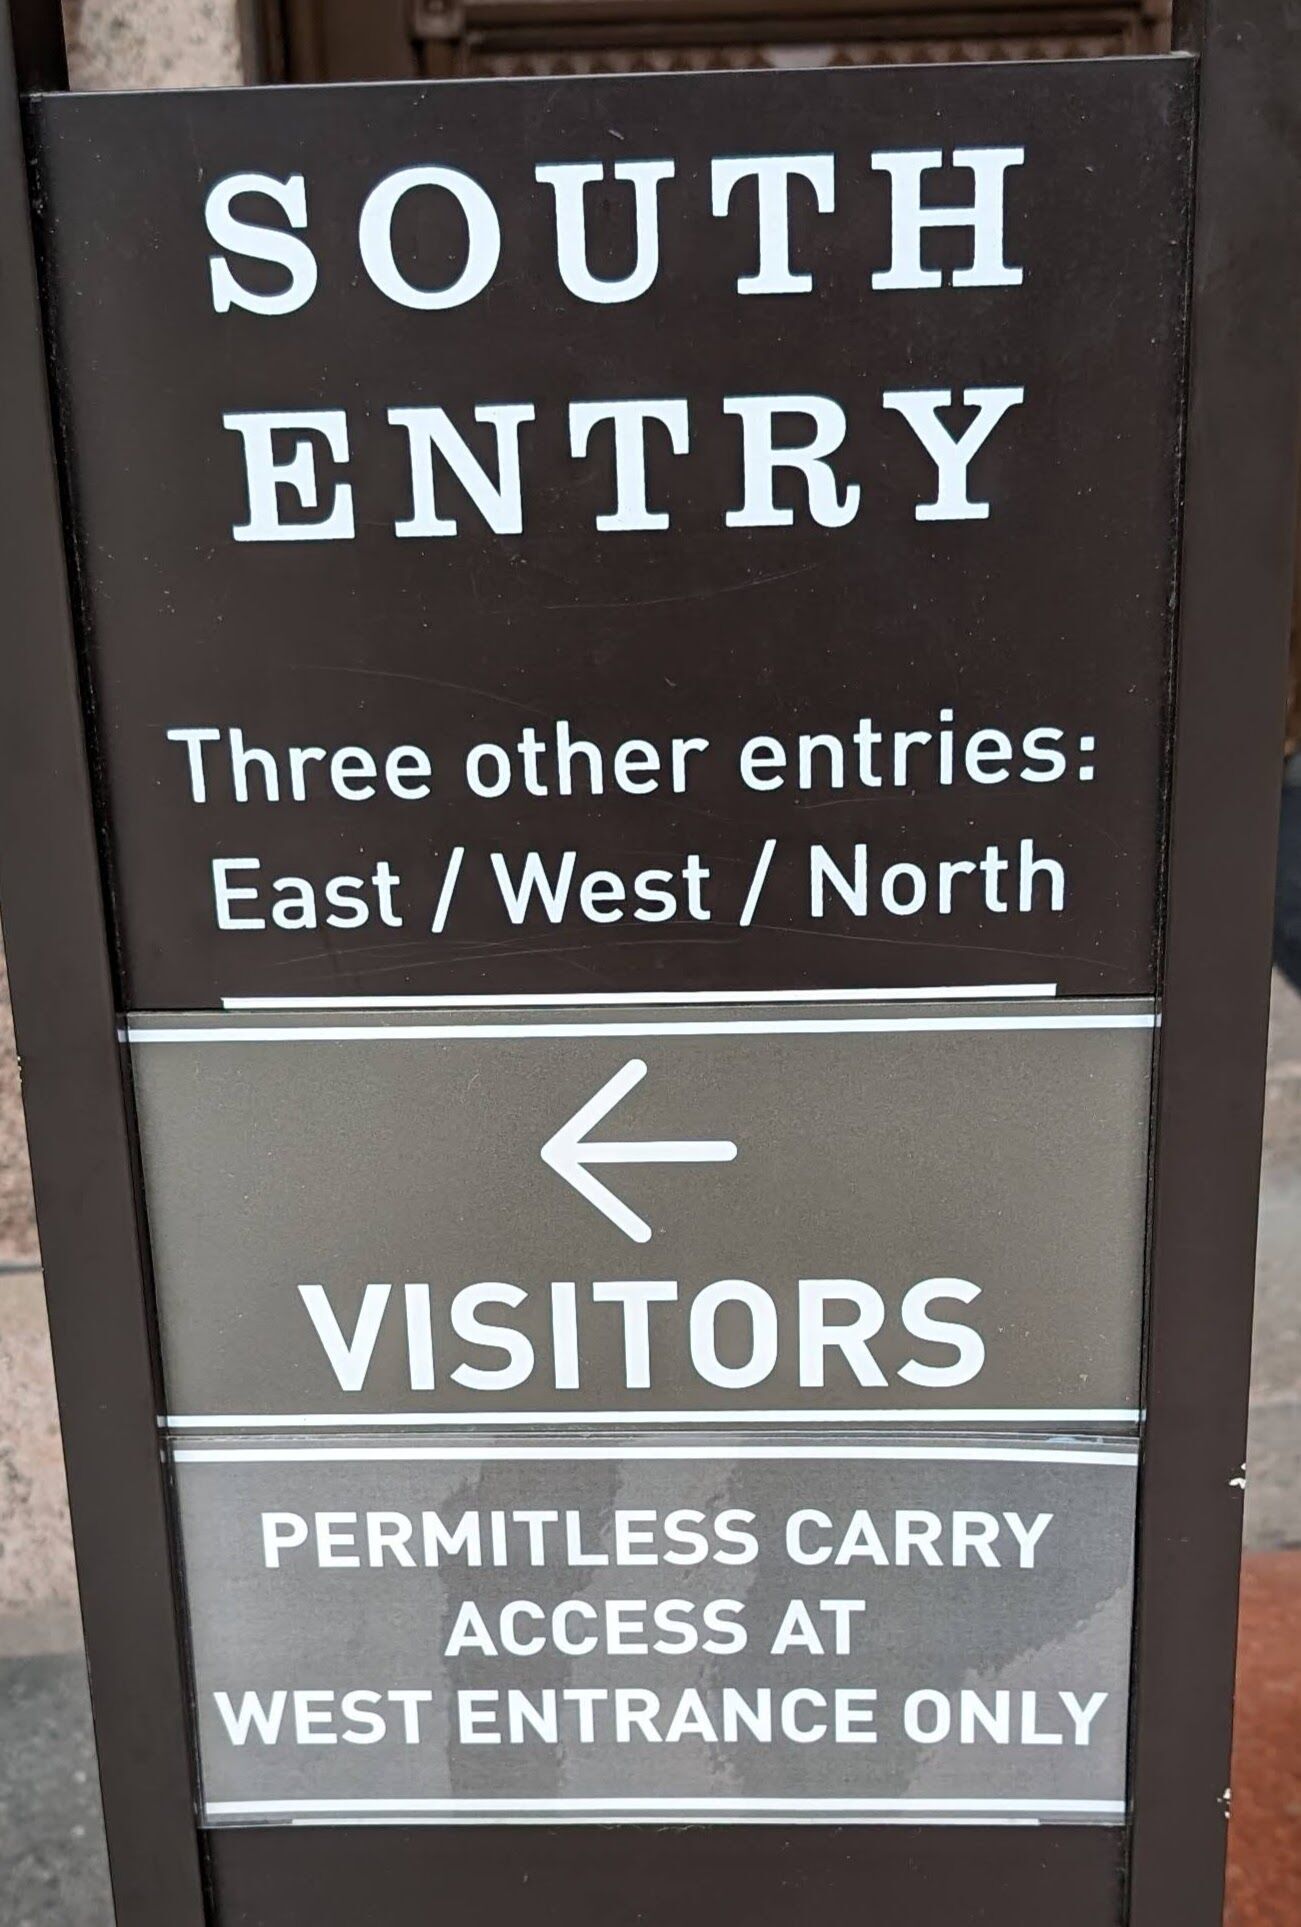 SOUTH
ENTRY
Three other entries:
East / West / North
←
VISITORS
PERMITLESS CARRY
ACCESS AT
WEST ENTRANCE ONLY